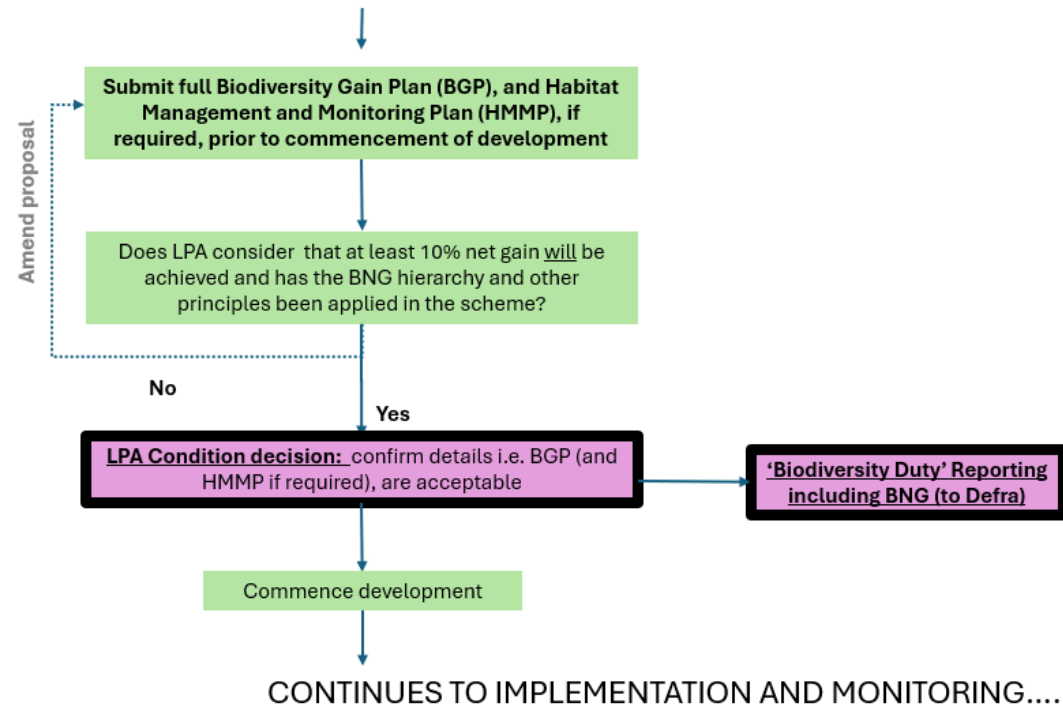 Submit full Biodiversity Gain Plan (BGP), and Habitat
Management and Monitoring Plan (HMMP), if
required, prior to commencement of development
Amend proposal
Does LPA consider that at least 10% net gain will be
achieved and has the BNG hierarchy and other
principles been applied in the scheme?
No
Yes
LPA Condition decision: confirm details i.e. BGP (and
HMMP if required), are acceptable
‘Biodiversity Duty’ Reporting
including BNG (to Defra)
Commence development
CONTINUES TO IMPLEMENTATION AND MONITORING....